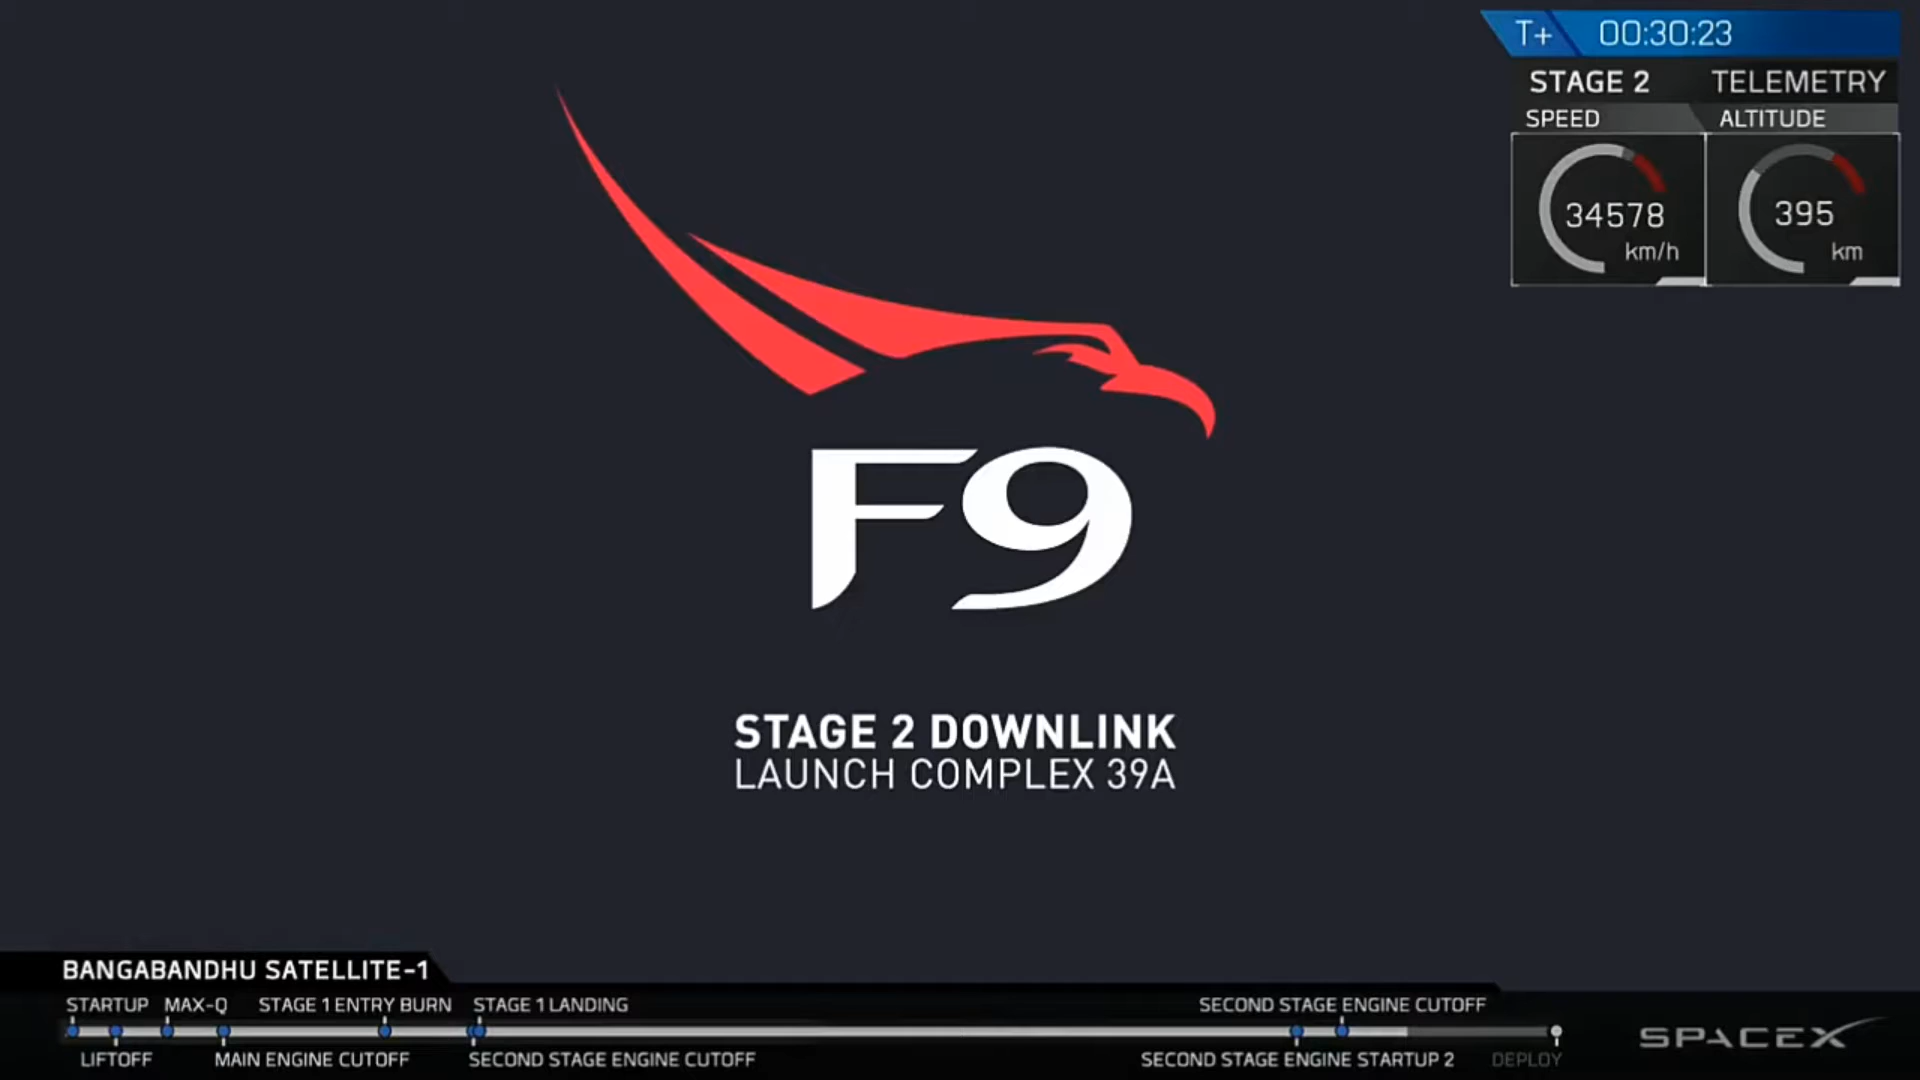 T+ 00:30:23
STAGE 2 TELEMETRY
SPEED ALTITUDE
34578 395
km/h km
F9
STAGE 2 DOWNLINK
LAUNCH COMPLEX 39A
BANGABANDHU SATELLITE-1
STARTUP MAX-Q STAGE 1 ENTRY BURN STAGE 1 LANDING SECOND STAGE ENGINE CUTOFF
LIFTOFF MAIN ENGINE CUTOFF SECOND STAGE ENGINE CUTOFF SECOND STAGE ENGINE STARTUP 2 DEPLOY
SPACEX